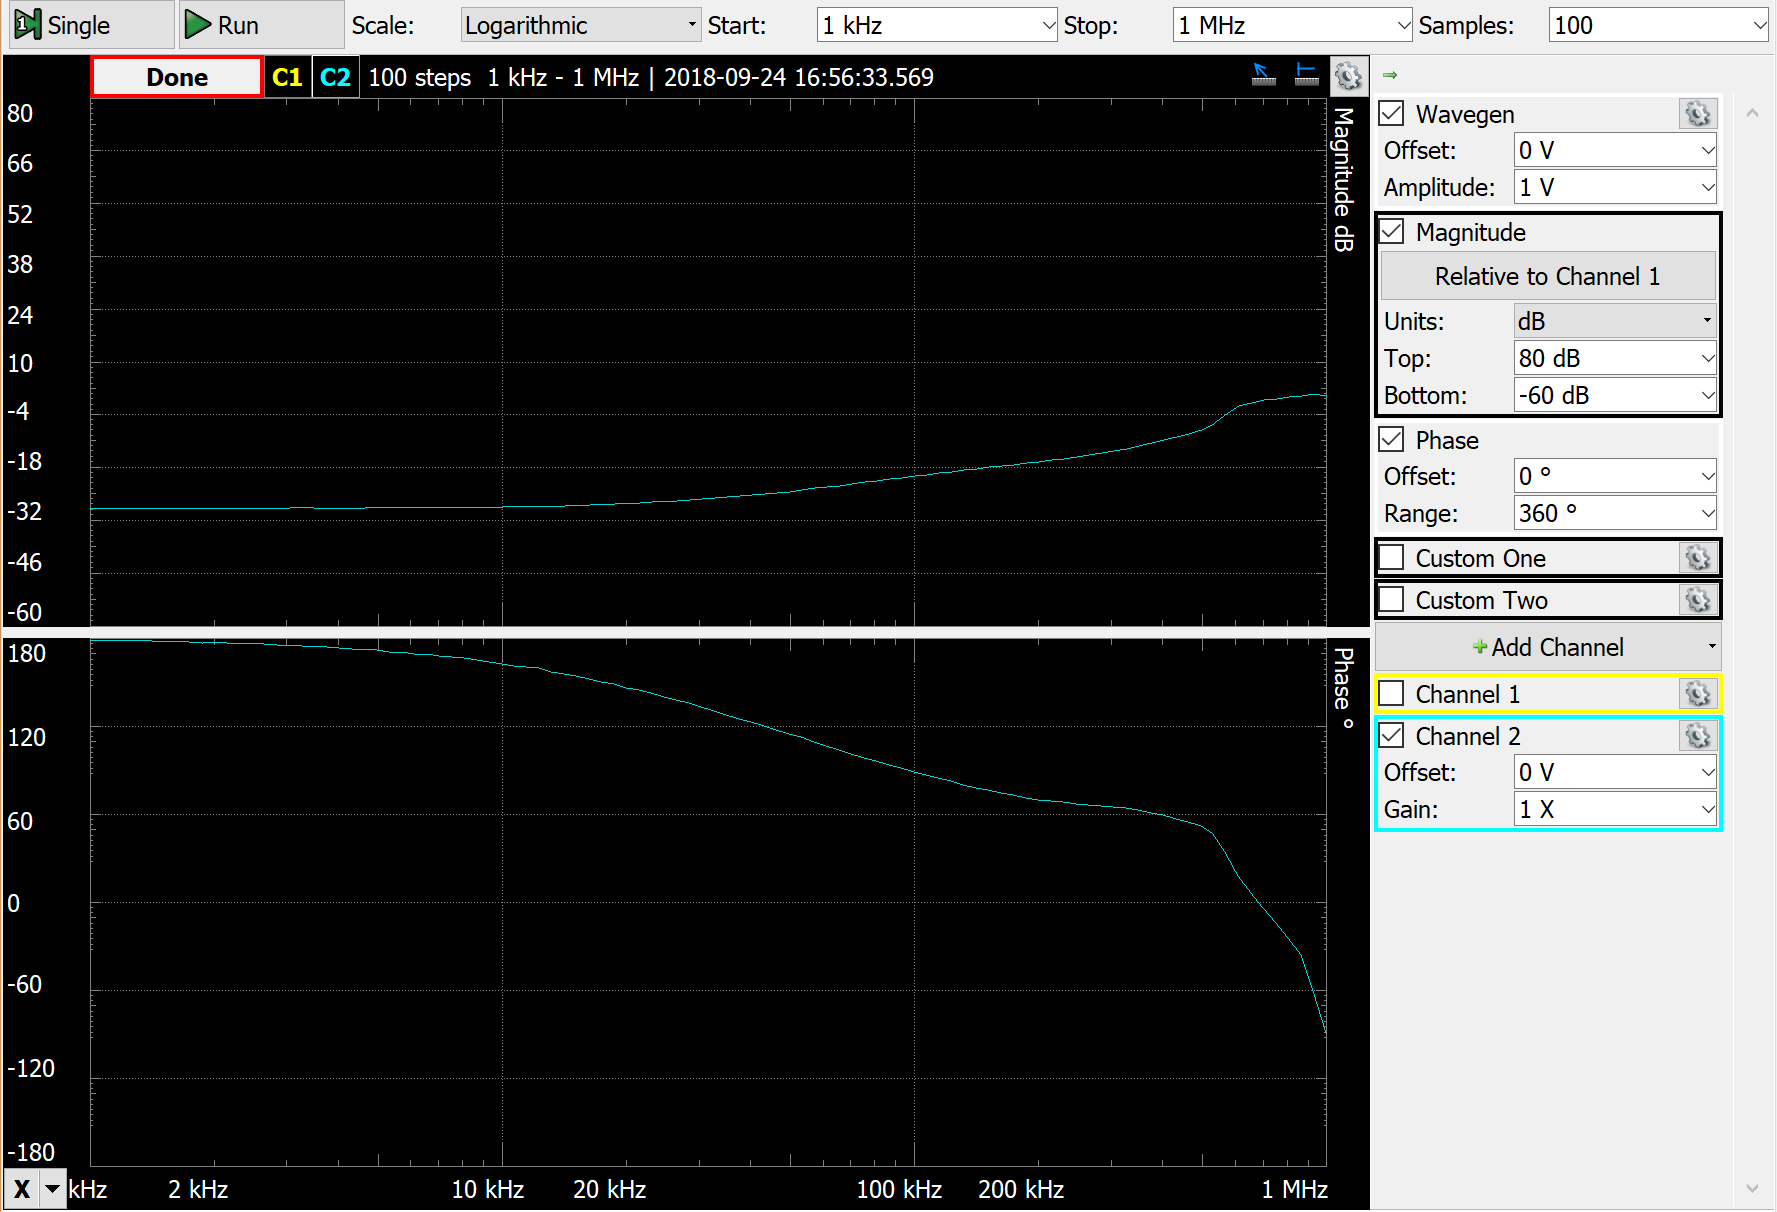 1 Single Run Scale: Logarithmic Start: 1 kHz Stop: 1 MHz Samples: 100
Done C1 C2 100 steps 1 kHz - 1 MHz | 2018-09-24 16:56:33.569
Magnitude dB
80
66
52
38
24
10
-4
-18
-32
-46
-60
Phase °
180
120
60
0
-60
-120
-180
X kHz 2 kHz 10 kHz 20 kHz 100 kHz 200 kHz 1 MHz
Wavegen
Offset: 0 V
Amplitude: 1 V
Magnitude
Relative to Channel 1
Units: dB
Top: 80 dB
Bottom: -60 dB
Phase
Offset: 0 °
Range: 360 °
Custom One
Custom Two
Add Channel
Channel 1
Channel 2
Offset: 0 V
Gain: 1 X